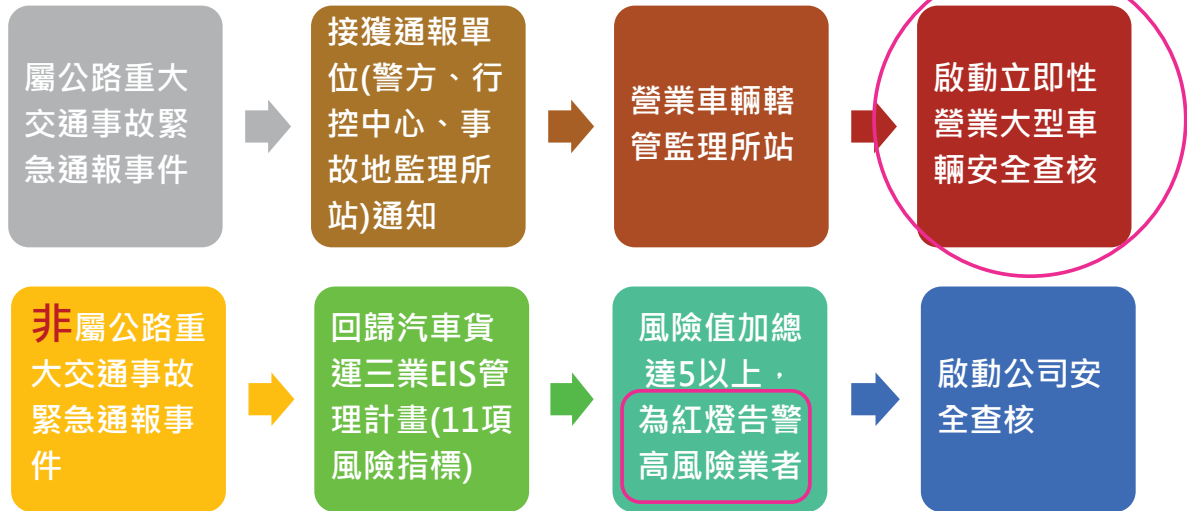 屬公路重大
交通事故緊
急通報事件
接獲通報單
位(警方、行
控中心、事
故地監理所
站)通知
營業車輛轄
管監理所站
啟動立即性
營業大型車
輛安全查核
非屬公路重
大交通事故
緊急通報事
件
回歸汽車貨
運三業EIS管
理計畫(11項
風險指標)
風險值加總
達5以上，
為紅燈告警
高風險業者
啟動公司安
全查核